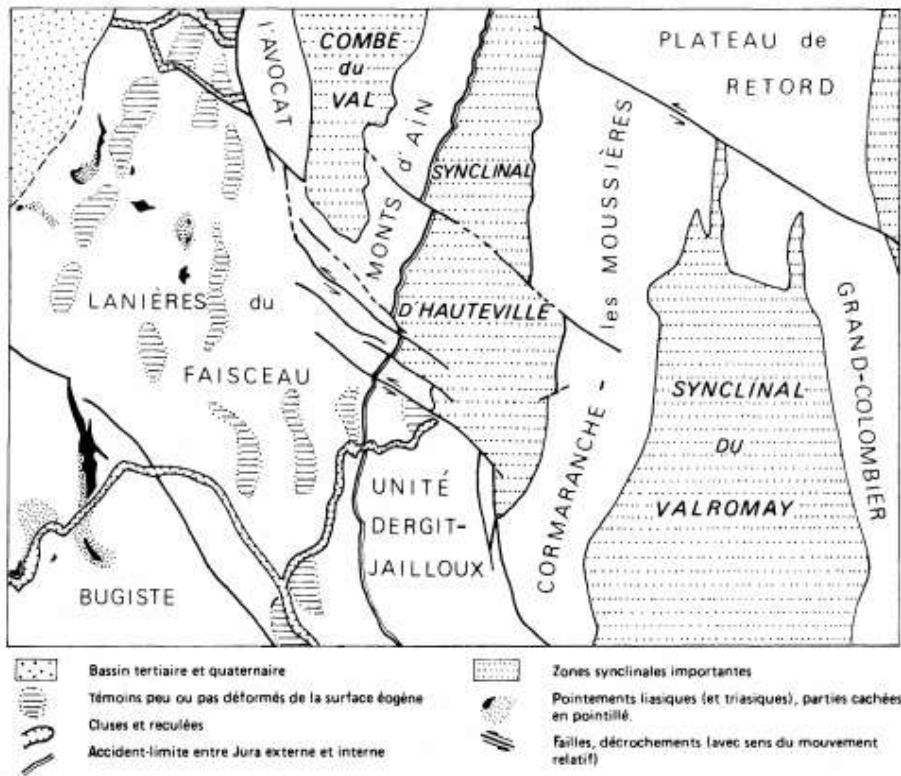 L'AVOCAT
COMBE
du
VAL
PLATEAU de
RETORD
MONTS d'AIN
SYNCLINAL
D'HAUTEVILLE
CORMARANCHE - les MOUSSIÈRES
GRAND-COLOMBIER
LANIÈRES du
FAISCEAU
SYNCLINAL
DU
VALROMAY
UNITÉ
DERGIT-
JAILLOUX
BUGISTE
Bassin tertiaire et quaternaire
Témoins peu ou pas déformés de la surface éogène
Cluses et reculées
Accident-limite entre Jura externe et interne
Zones synclinales importantes
Pointements liasiques (et triasiques), parties cachées
en pointillé.
Failles, décrochements (avec sens du mouvement
relatif)